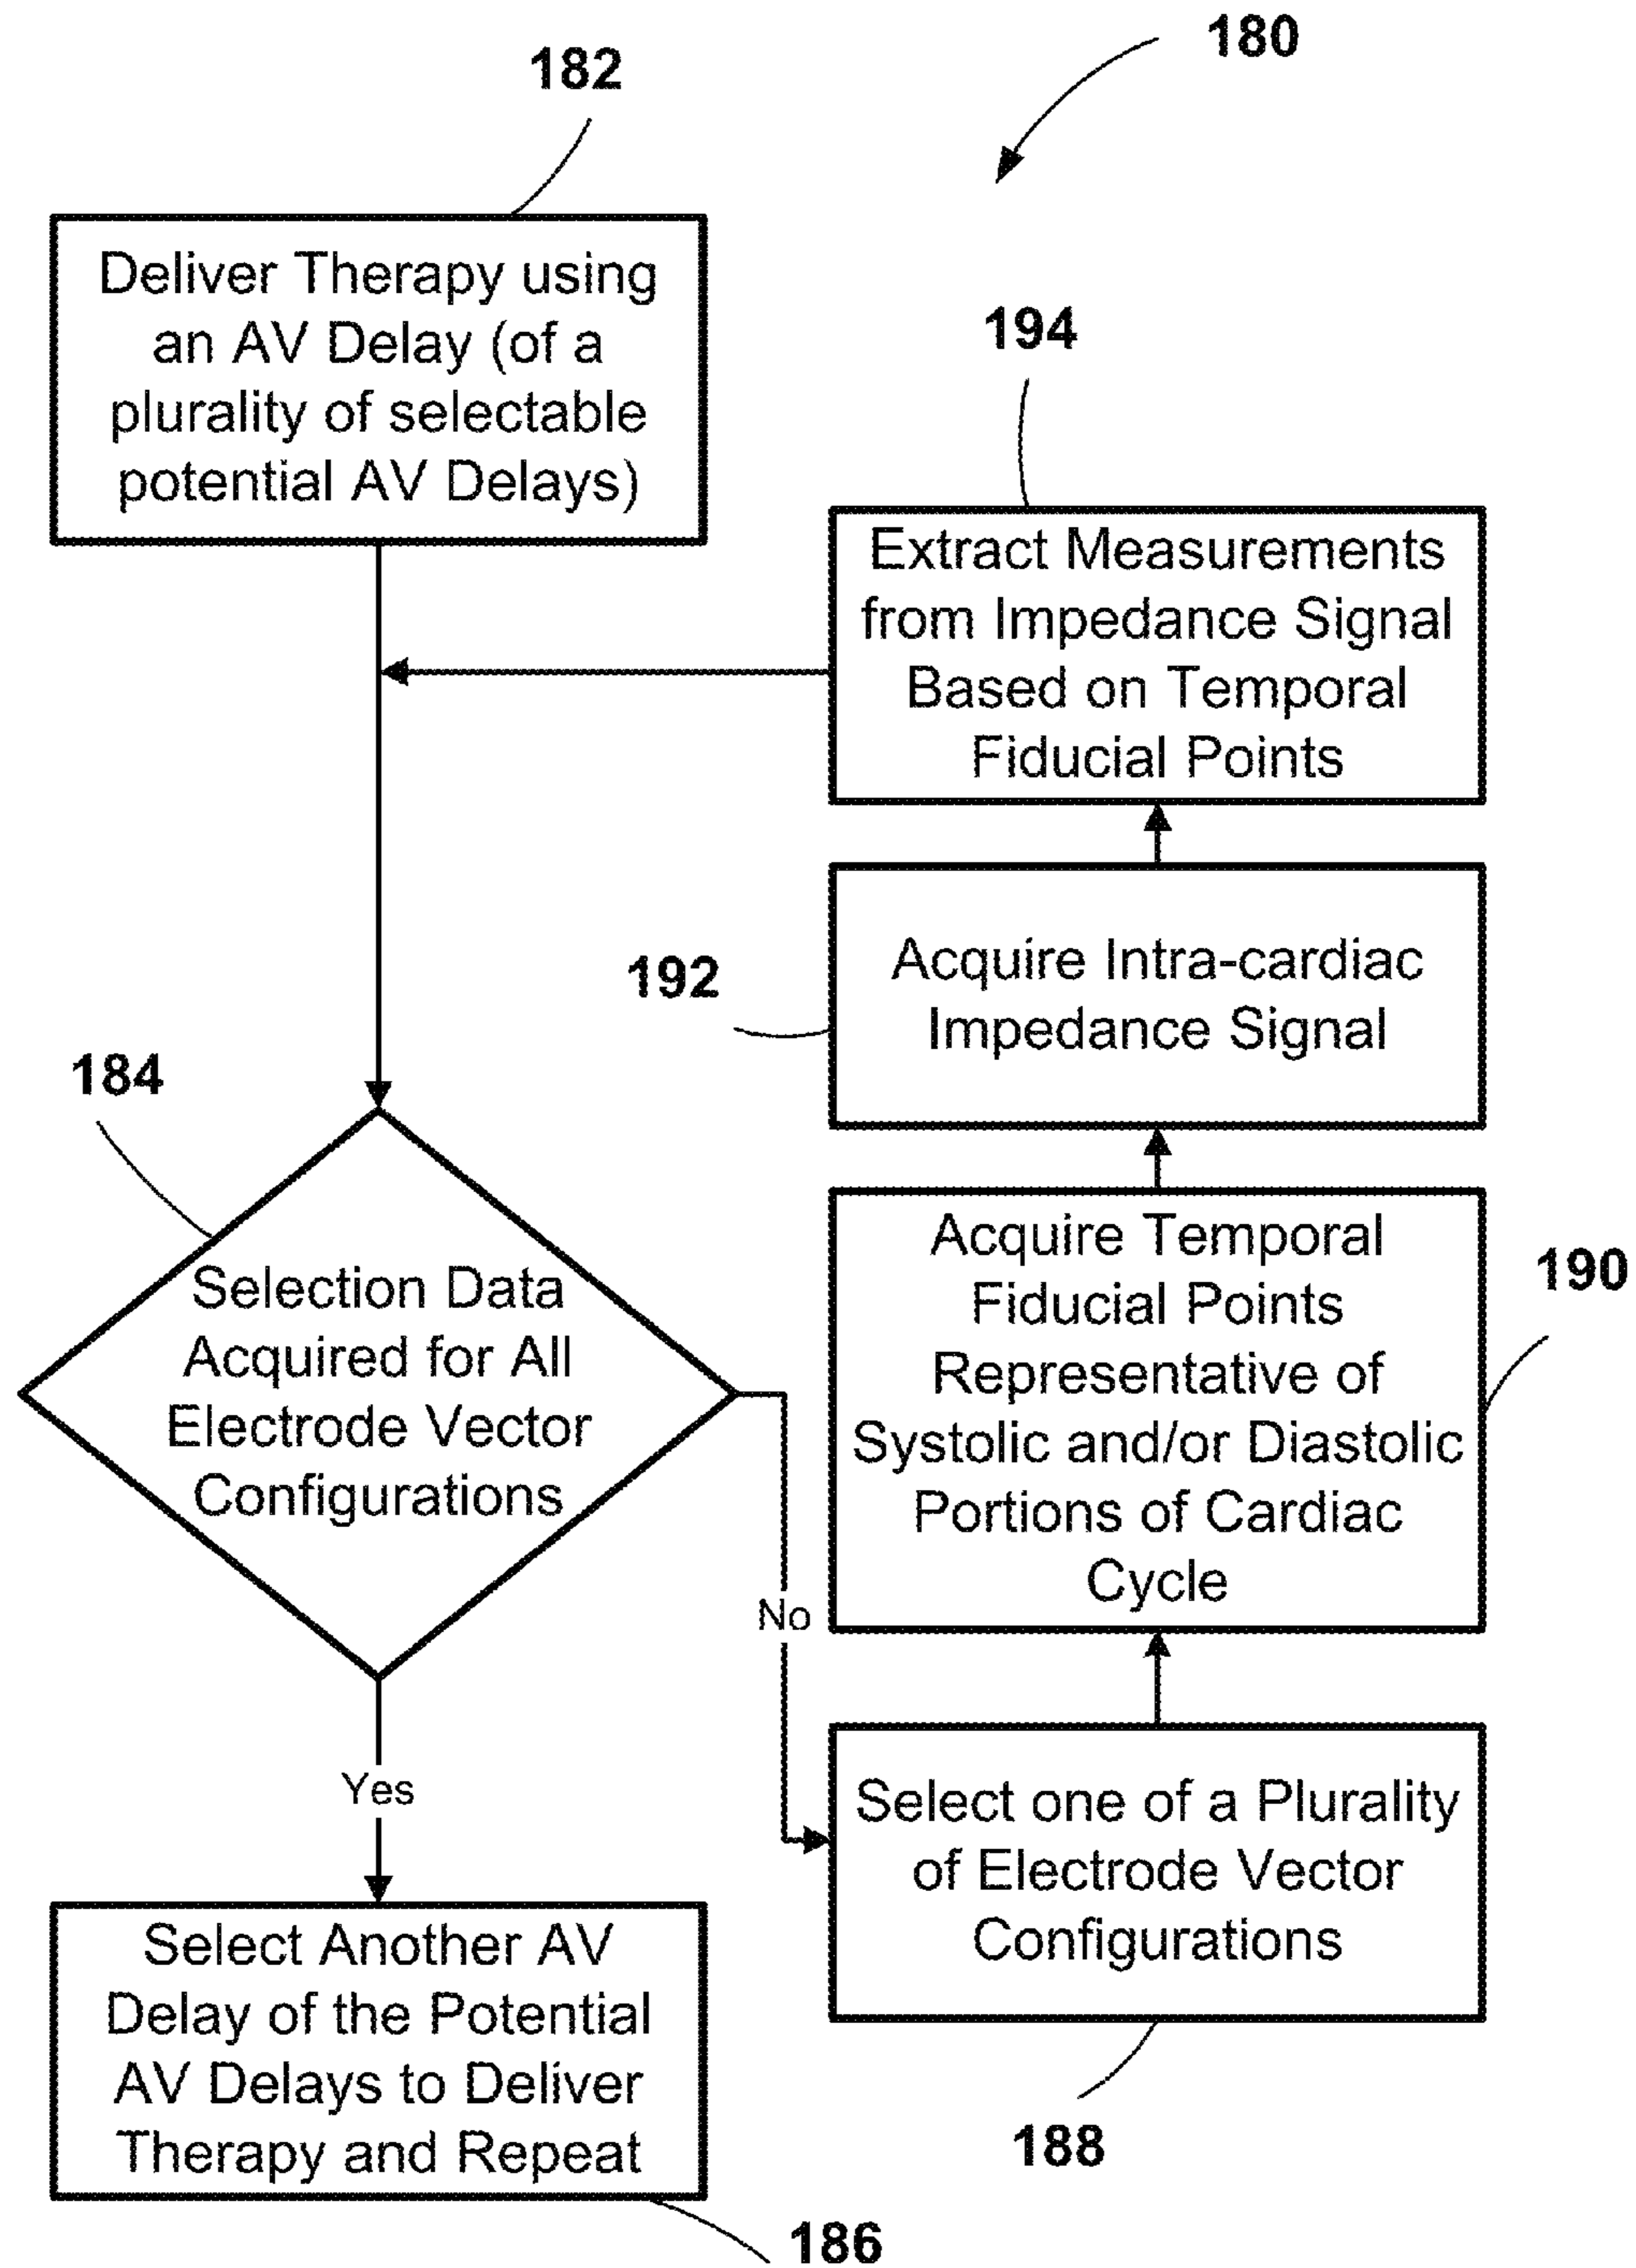 180
182
Deliver Therapy using
an AV Delay (of a
plurality of selectable
potential AV Delays)
194
Extract Measurements
from Impedance Signal
Based on Temporal
Fiducial Points
192
Acquire Intra-cardiac
Impedance Signal
184
Selection Data
Acquired for All
Electrode Vector
Configurations
190
Acquire Temporal
Fiducial Points
Representative of
Systolic and/or Diastolic
Portions of Cardiac
Cycle
No
Yes
Select one of a Plurality
of Electrode Vector
Configurations
188
Select Another AV
Delay of the Potential
AV Delays to Deliver
Therapy and Repeat
186